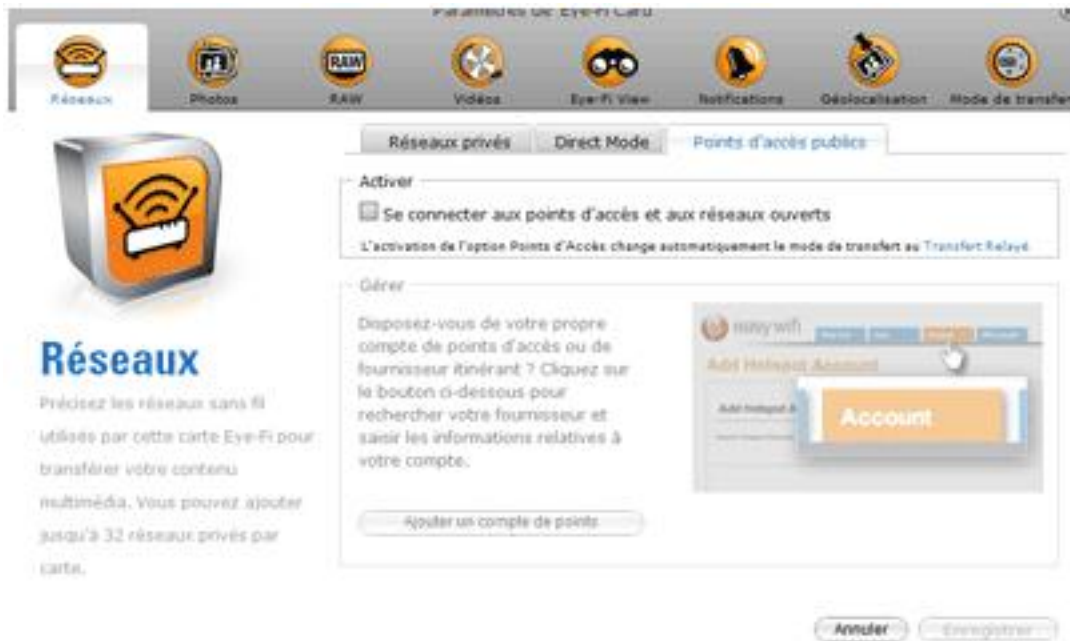 Paramètres de Eye-Fi Card
Réseaux
Photos
RAW
RAW
Vidéos
Eye-Fi View
Notifications
Géolocalisation
Mode de transfer
Réseaux privés
Direct Mode
Points d'accès publics
Activer
Se connecter aux points d'accès et aux réseaux ouverts
L'activation de l'option Points d'Accès change automatiquement le mode de transfert au Transfert Relayé
Gérer
Disposez-vous de votre propre
compte de points d'accès ou de
fournisseur itinérant ? Cliquez sur
le bouton ci-dessous pour
rechercher votre fournisseur et
saisir les informations relatives à
votre compte.
easy wifi
Add Hotspot Account
Add Hotspot A
Account
Ajouter un compte de points
Réseaux
Précisez les réseaux sans fil
utilisés par cette carte Eye-Fi pour
transférer votre contenu
multimédia. Vous pouvez ajouter
jusqu'à 32 réseaux privés par
carte.
Annuler
Enregistrer